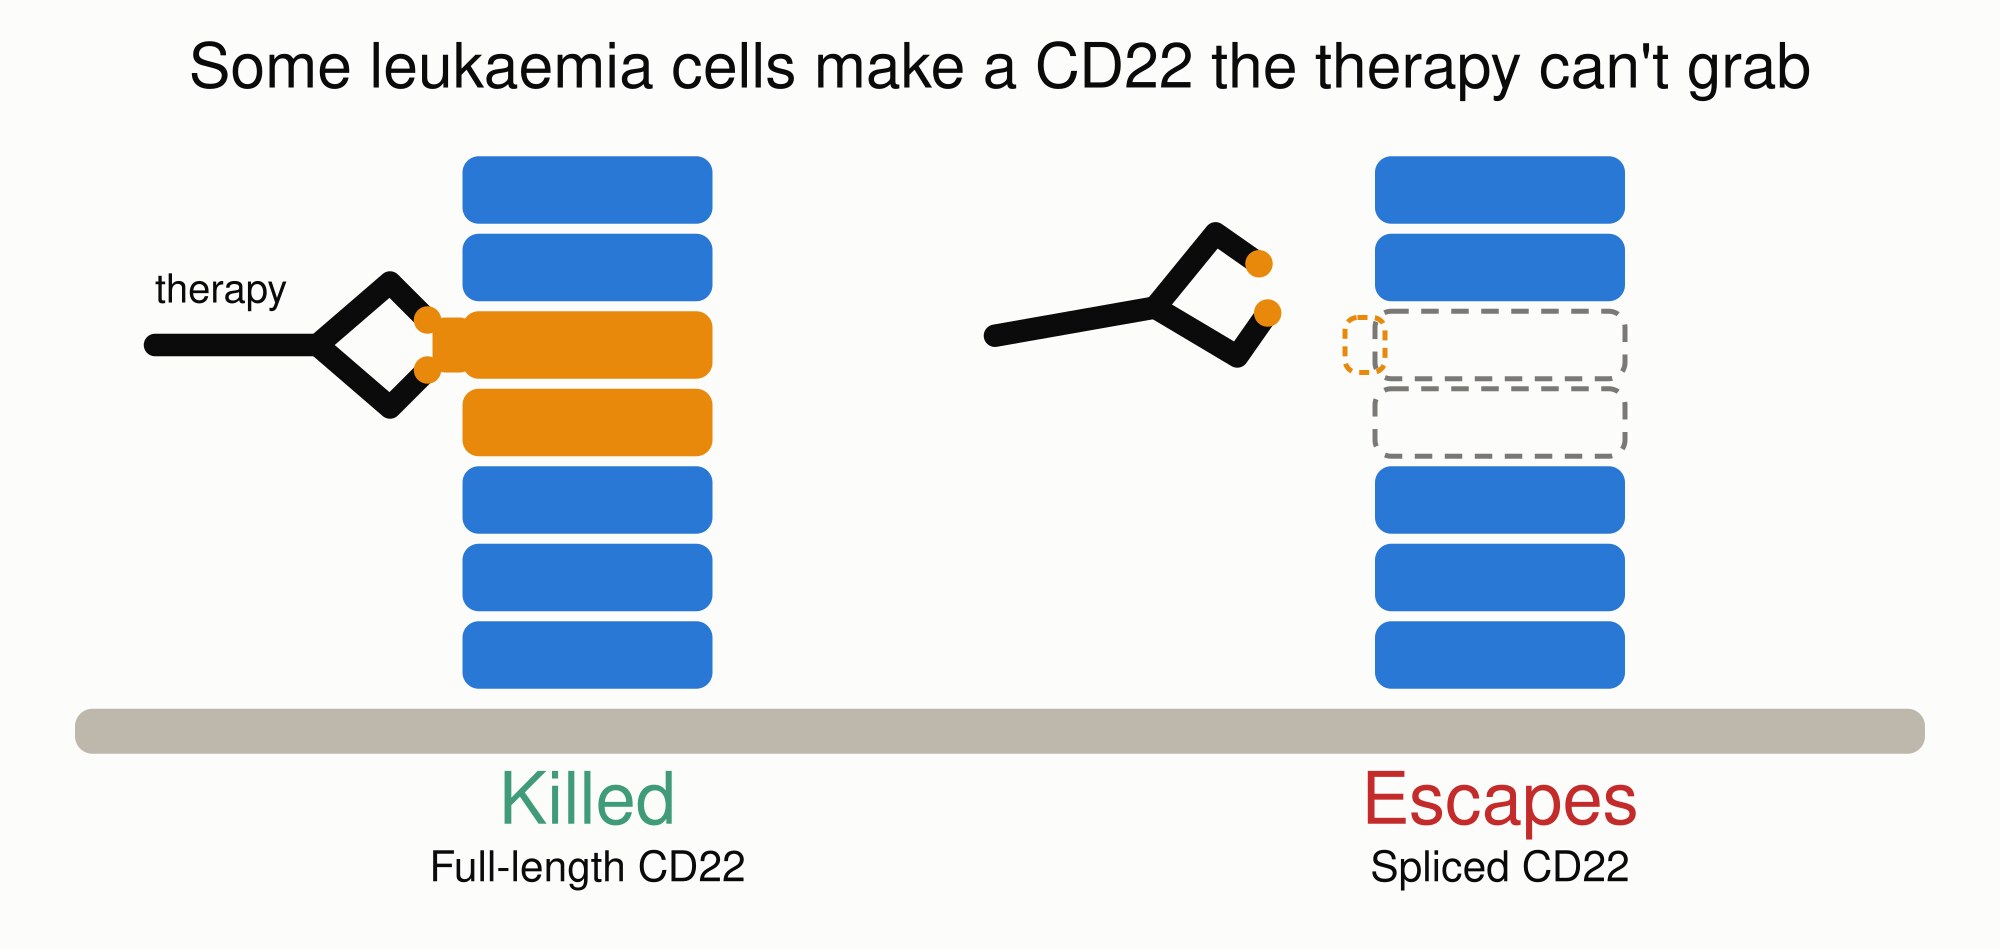 Some leukaemia cells make a CD22 the therapy can't grab
therapy
Killed
Full-length CD22
Escapes
Spliced CD22